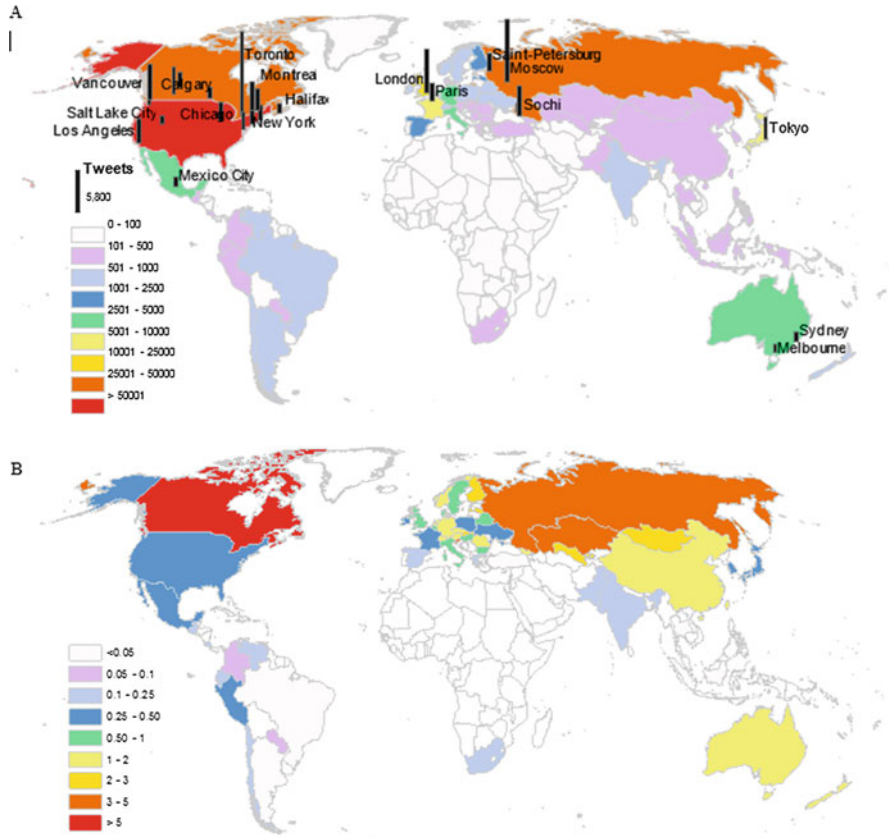 A
Toronto
Montrea
Vancouver
Calgary
Halifax
Salt Lake City
Chicago
Los Angeles
New York
Mexico City
London
Paris
Saint-Petersburg
Moscow
Sochi
Tokyo
Sydney
Melbourne
Tweets
5,800
0 - 100
101 - 500
501 - 1000
1001 - 2500
2501 - 5000
5001 - 10000
10001 - 25000
25001 - 50000
> 50001
B
<0.05
0.05 - 0.1
0.1 - 0.25
0.25 - 0.50
0.50 - 1
1 - 2
2 - 3
3 - 5
> 5